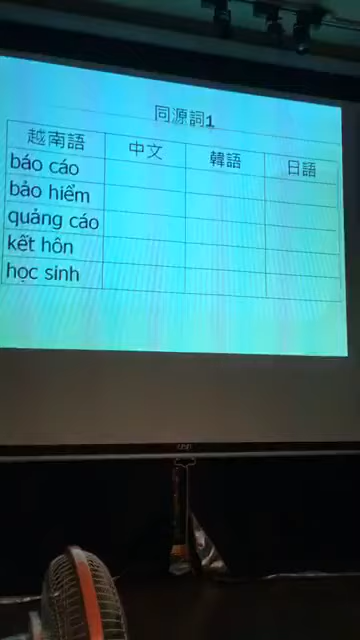 同源詞1
越南語 中文 韓語 日語
báo cáo
bảo hiểm
quảng cáo
kết hôn
học sinh